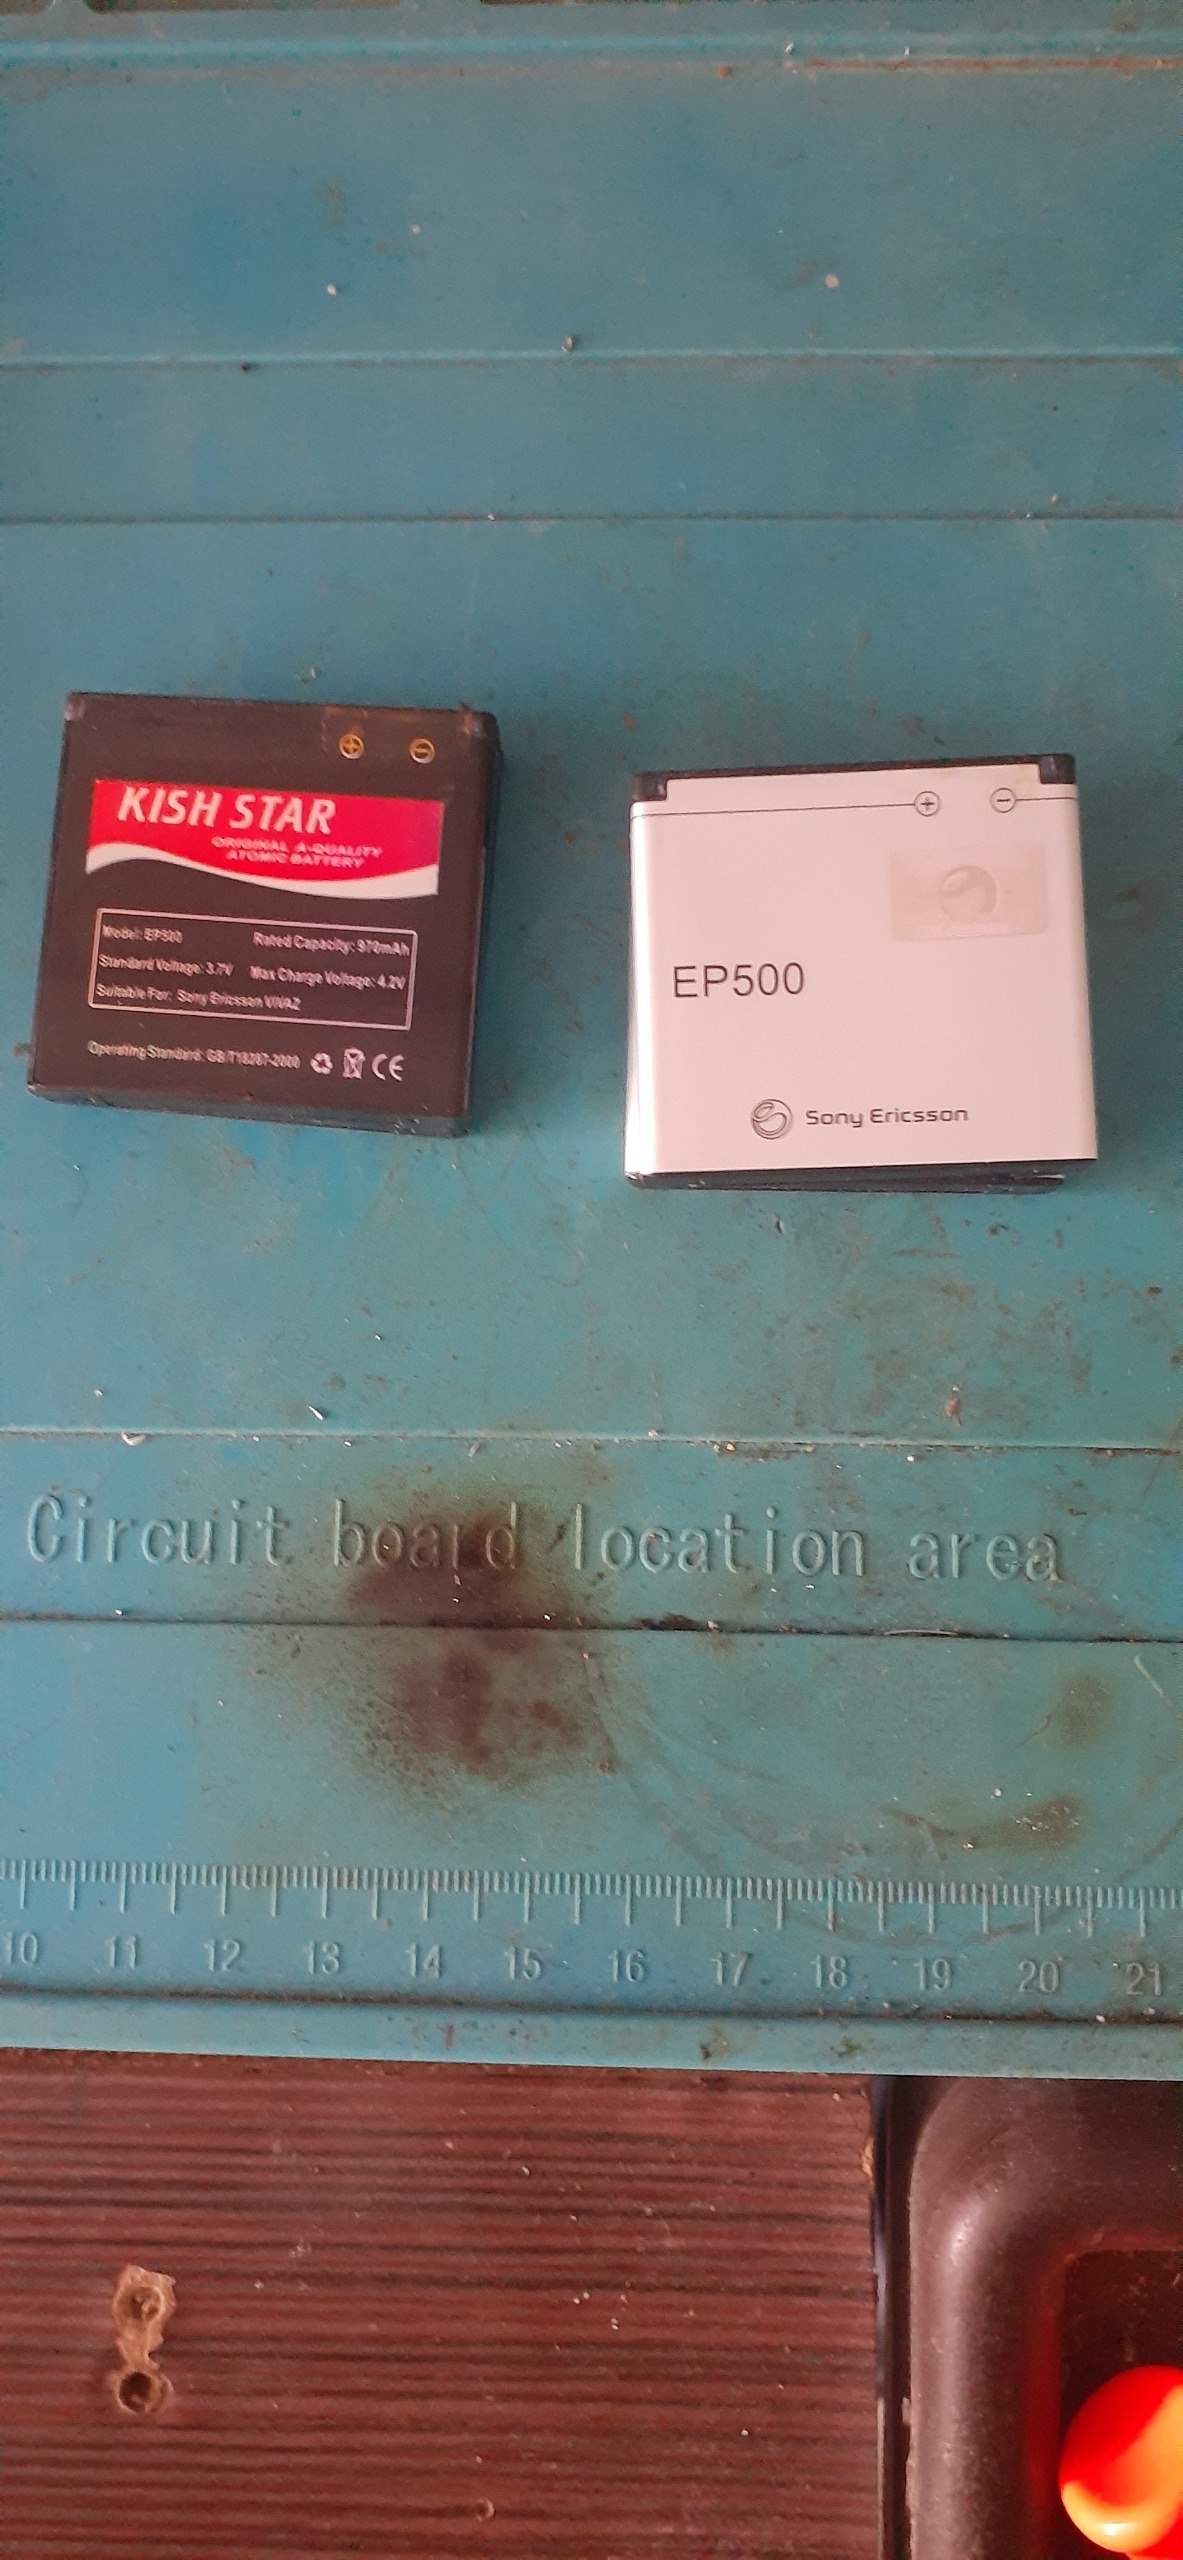 KISH STAR
ORIGINAL A-QUALITY
ATOMIC BATTERY
Model: EP500 Rated Capacity: 970mAh
Standard Voltage: 3.7V Max Charge Voltage: 4.2V
Suitable For: Sony Ericsson VIVAZ
Operating Standard: GB/T18287-2000 CE
EP500
Sony Ericsson
Circuit board location area
10 11 12 13 14 15 16 17 18 19 20 21